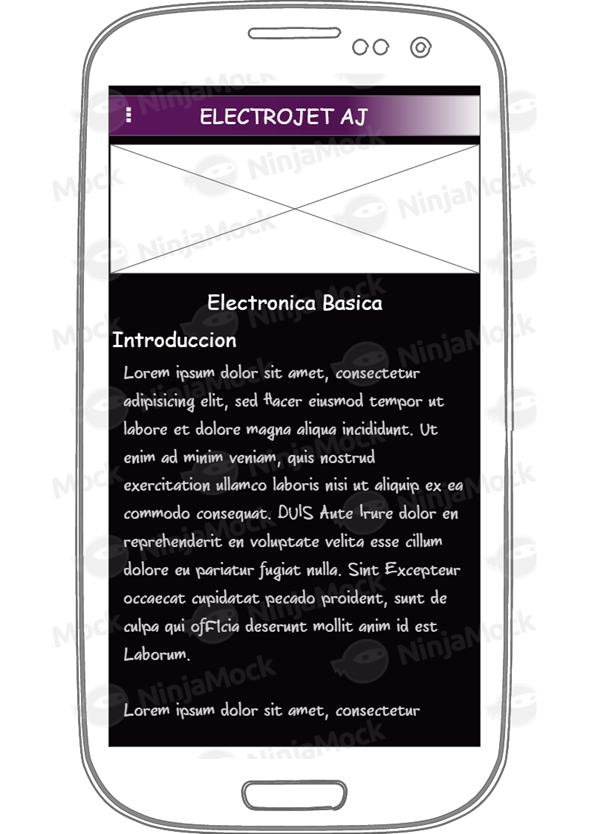 ELECTROJET AJ
Electronica Basica
Introduccion
Lorem ipsum dolor sit amet, consectetur
adipisicing elit, sed Hacer eiusmod tempor ut
labore et dolore magna aliqua incididunt. Ut
enim ad minim veniam, quis nostrud
exercitation ullamco laboris nisi ut aliquip ex ea
commodo consequat. DUIS Aute Irure dolor en
reprehenderit en voluptate velita esse cillum
dolore eu pariatur fugiat nulla. Sint Excepteur
occaecat cupidatat pecado proident, sunt de
culpa qui ofFIcia deserunt mollit anim id est
Laborum.
Lorem ipsum dolor sit amet, consectetur
NinjaMock